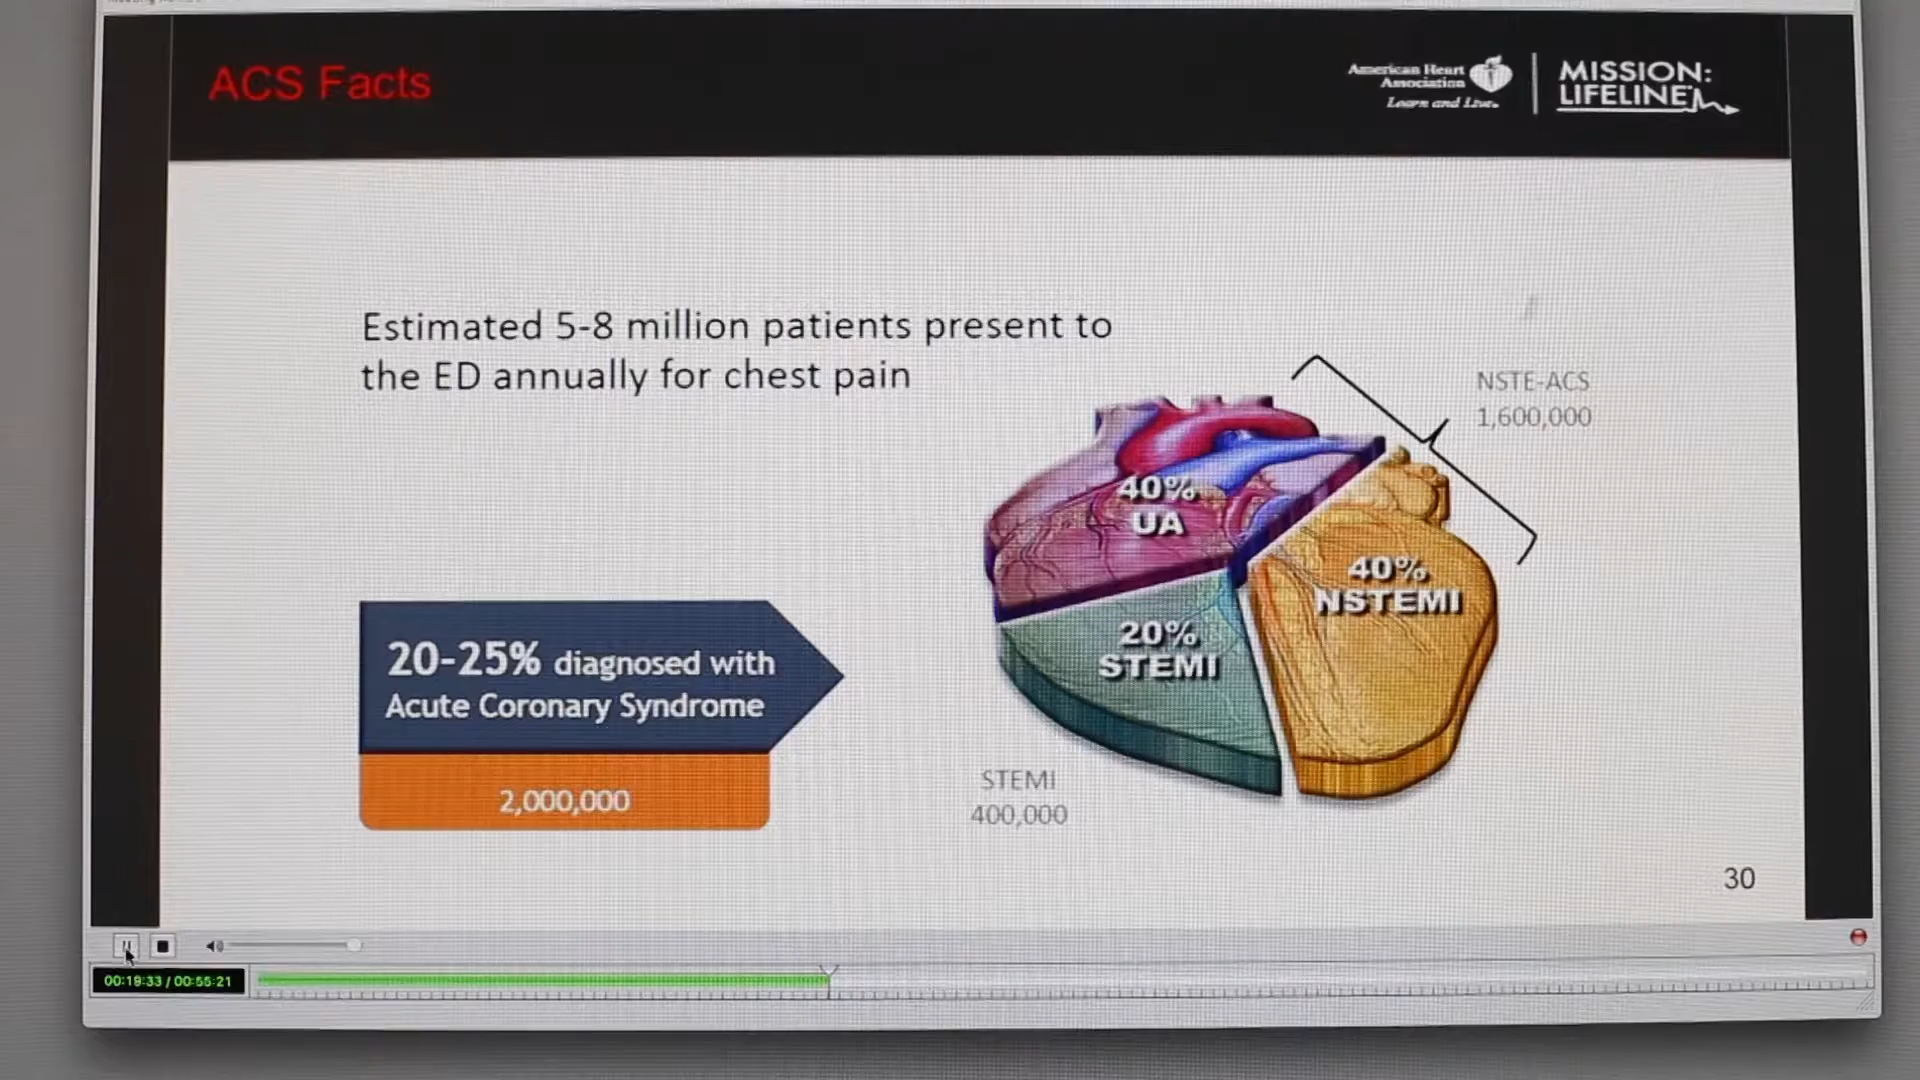 ACS Facts
American Heart
Association
Learn and Live
MISSION:
LIFELINE
Estimated 5-8 million patients present to
the ED annually for chest pain
NSTE-ACS
1,600,000
40%
UA
40%
NSTEMI
20%
STEMI
20-25% diagnosed with
Acute Coronary Syndrome
2,000,000
STEMI
400,000
30
00:19:33 / 00:55:21